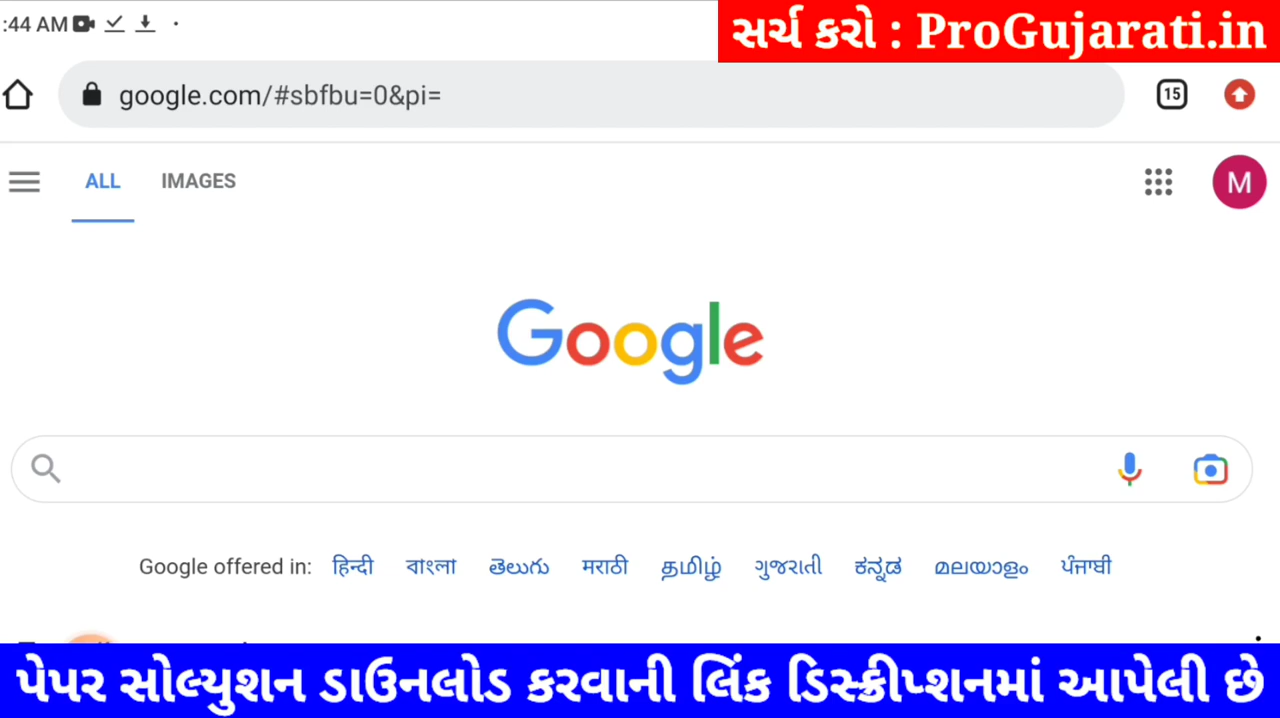 :44 AM
સર્ચ કરો : ProGujarati.in
google.com/#sbfbu=0&pi=
15
ALL IMAGES
M
Google
Google offered in: हिन्दी বাংলা తెలుగు मराठी தமிழ் ગુજરાતી ಕನ್ನಡ മലയാളം ਪੰਜਾਬੀ
પેપર સોલ્યુશન ડાઉનલોડ કરવાની લિંક ડિસ્ક્રીપ્શનમાં આપેલી છે